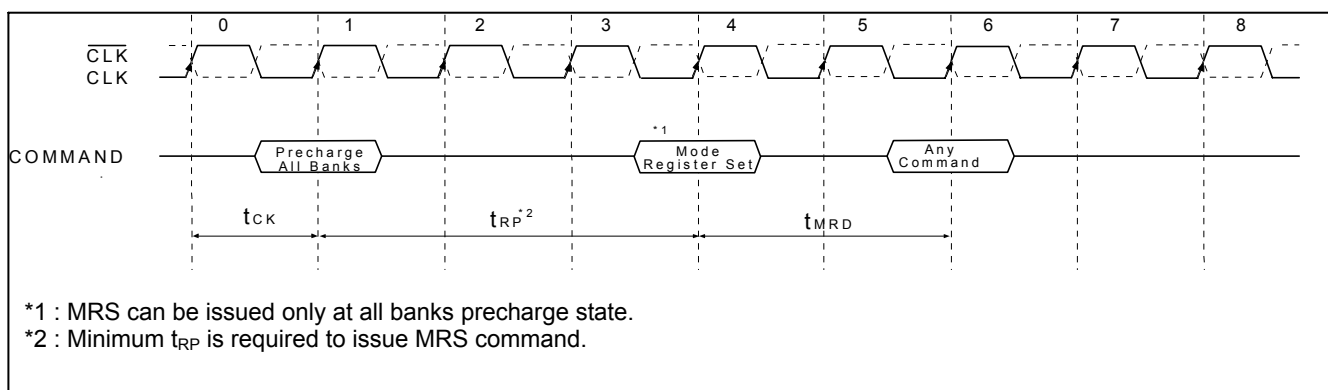 0 1 2 3 4 5 6 7 8
CLK
CLK
COMMAND
Precharge
All Banks
*1
Mode
Register Set
Any
Command
tCK
tRP*2
tMRD
*1 : MRS can be issued only at all banks precharge state.
*2 : Minimum tRP is required to issue MRS command.